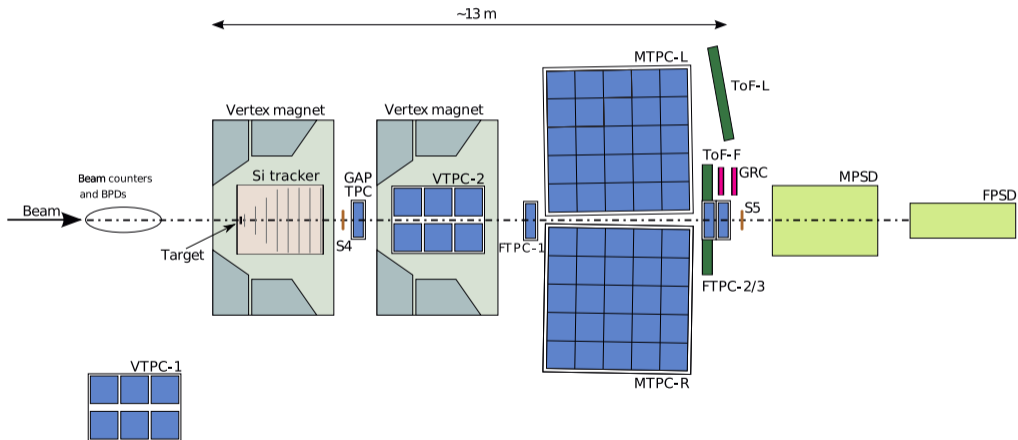 ~13 m
MTPC-L
ToF-L
Vertex magnet
Vertex magnet
ToF-F
GRC
Beam counters
and BPDs
Si tracker
GAP
TPC
VTPC-2
MPSD
FPSD
Beam
S5
Target
S4
FTPC-1
FTPC-2/3
VTPC-1
MTPC-R